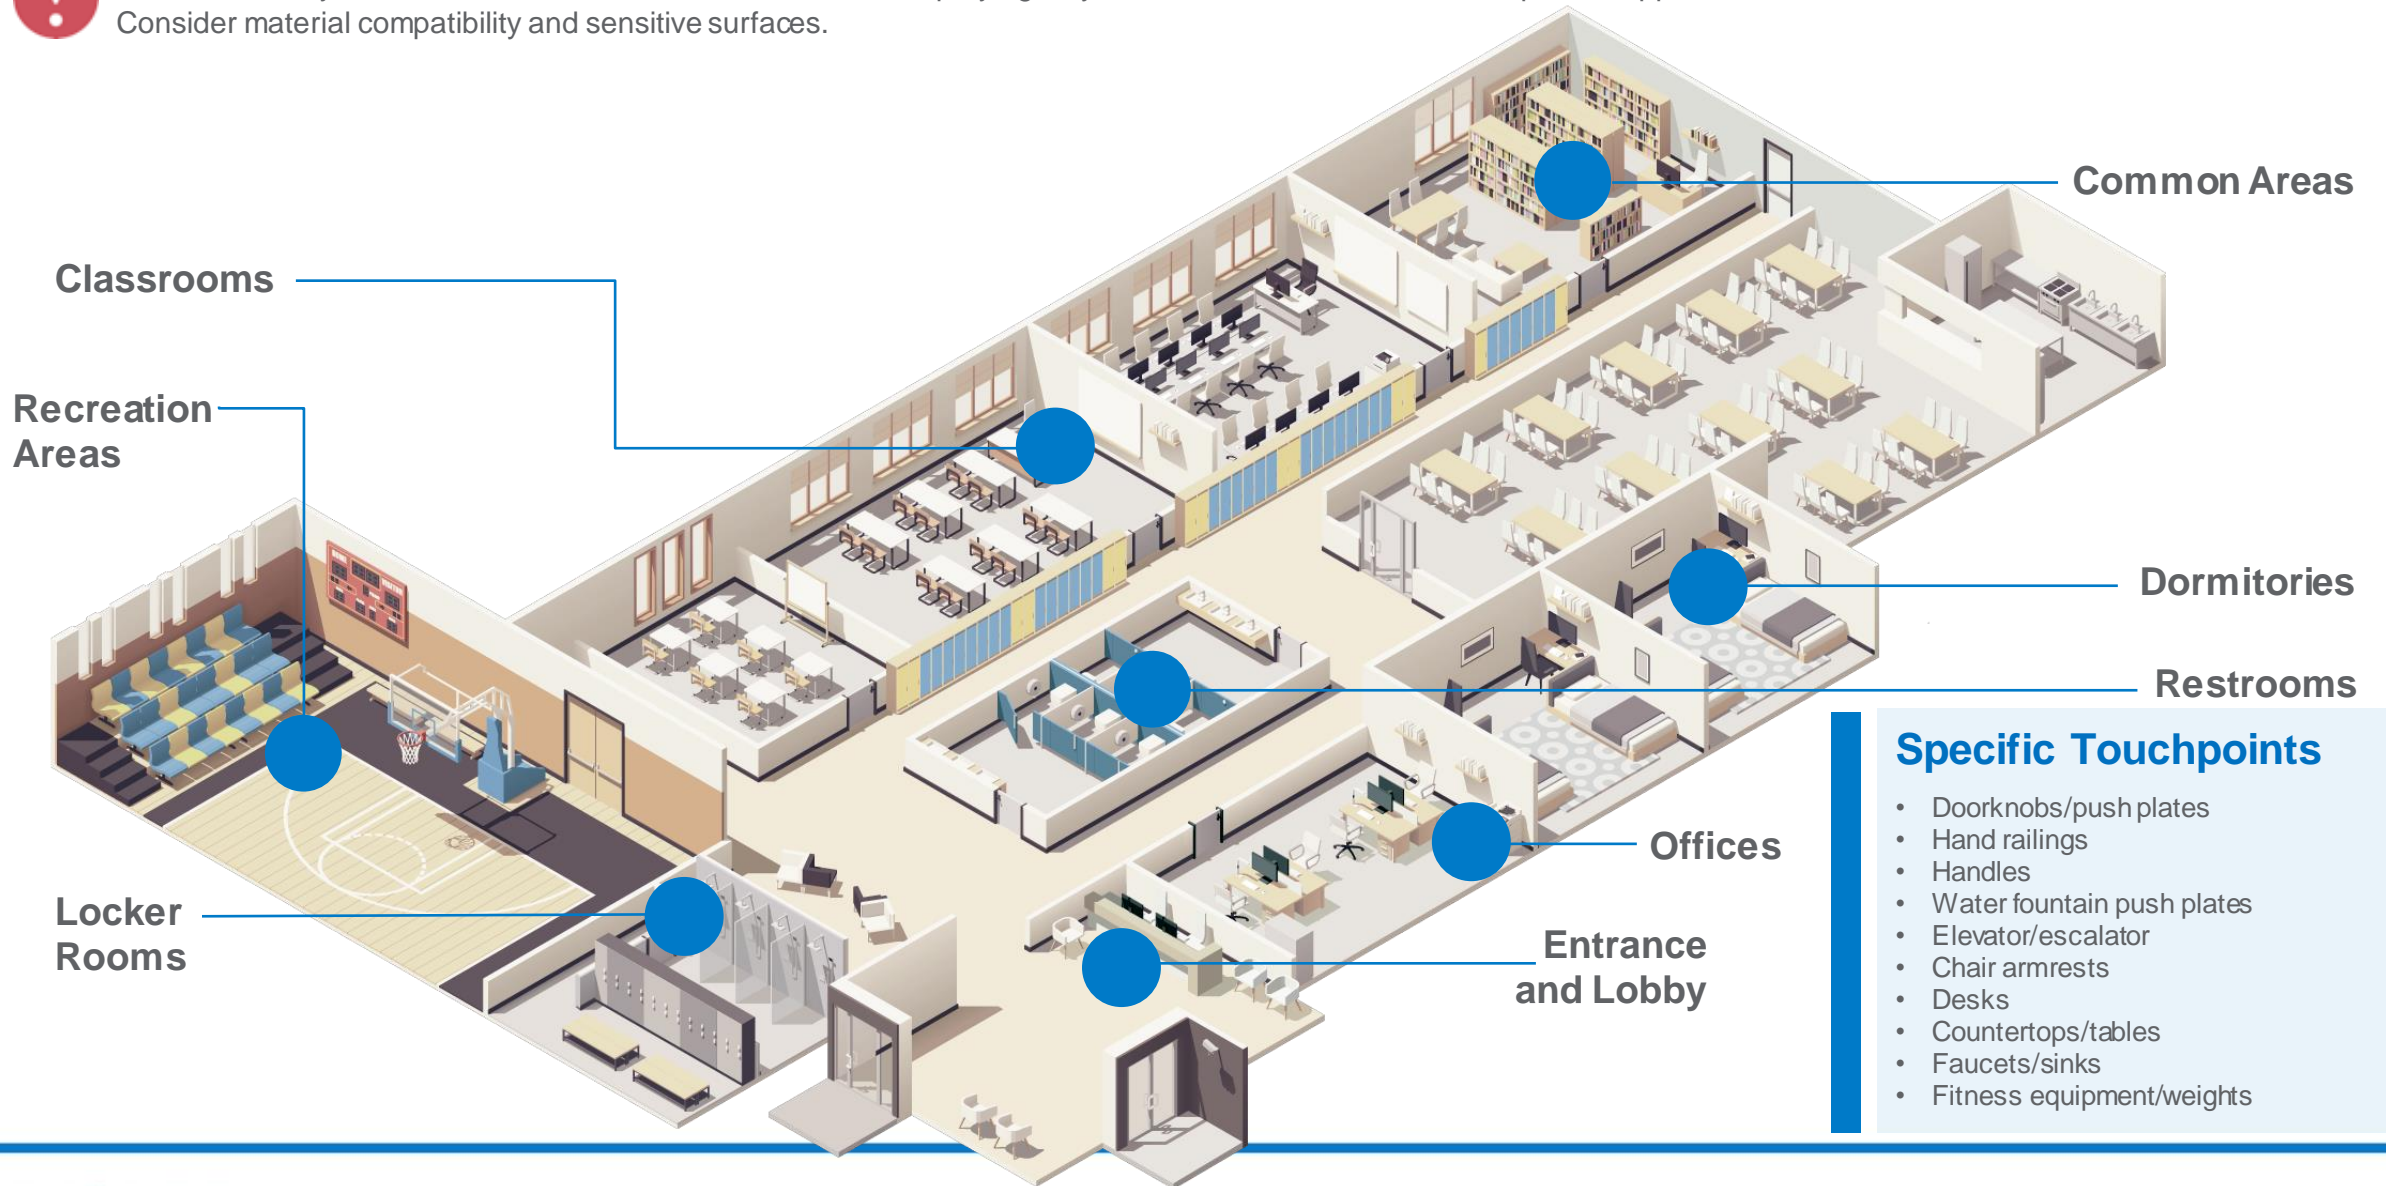 Consider material compatibility and sensitive surfaces.
Common Areas
Classrooms
Recreation
Areas
Dormitories
Restrooms
Specific Touchpoints
• Doorknobs/push plates
• Hand railings
• Handles
• Water fountain push plates
• Elevator/escalator
• Chair armrests
• Desks
• Countertops/tables
• Faucets/sinks
• Fitness equipment/weights
Offices
Locker
Rooms
Entrance
and Lobby